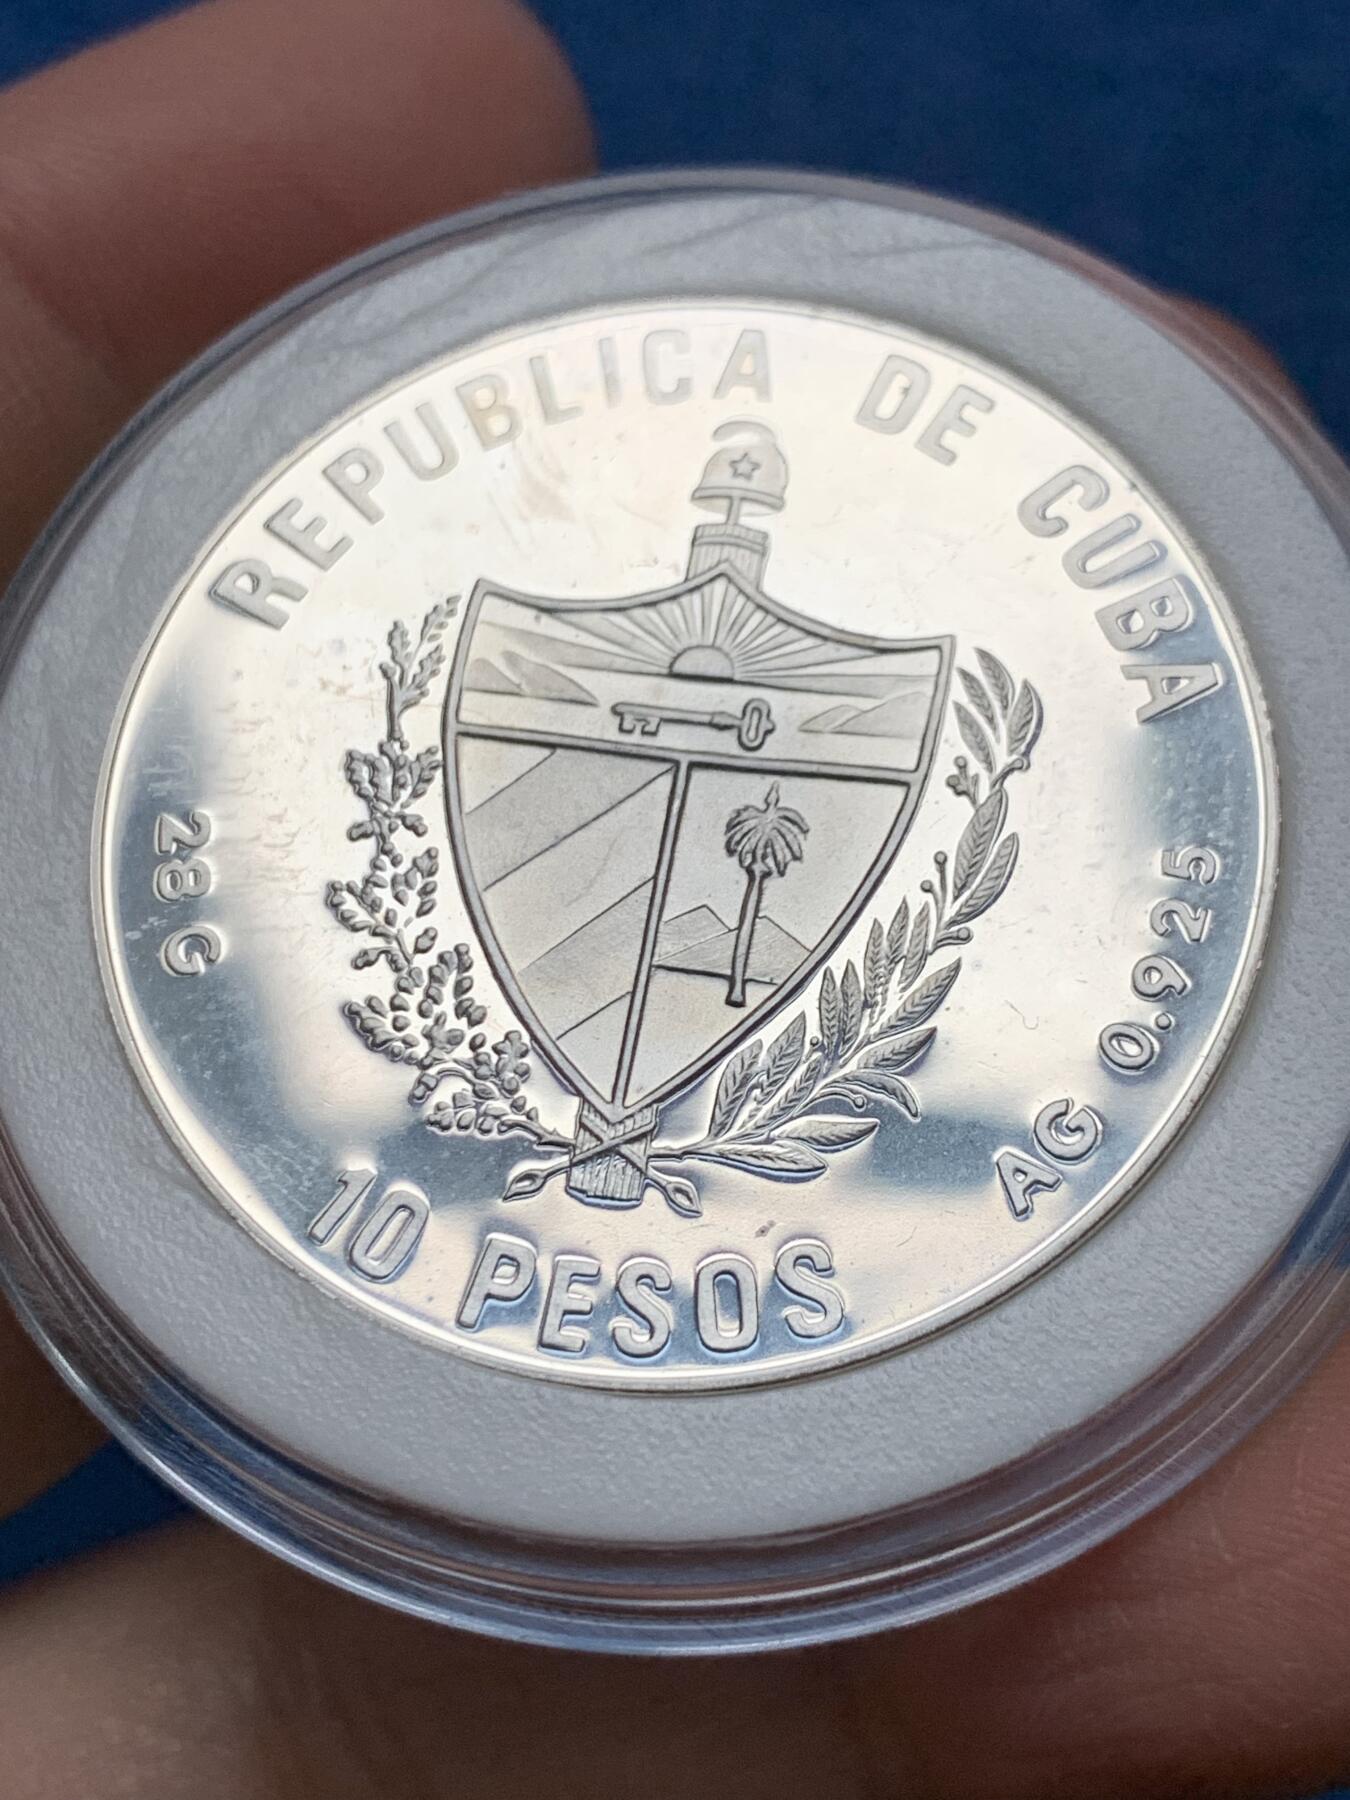 REPUBLICA DE CUBA
28 G
AG 0.925
10 PESOS